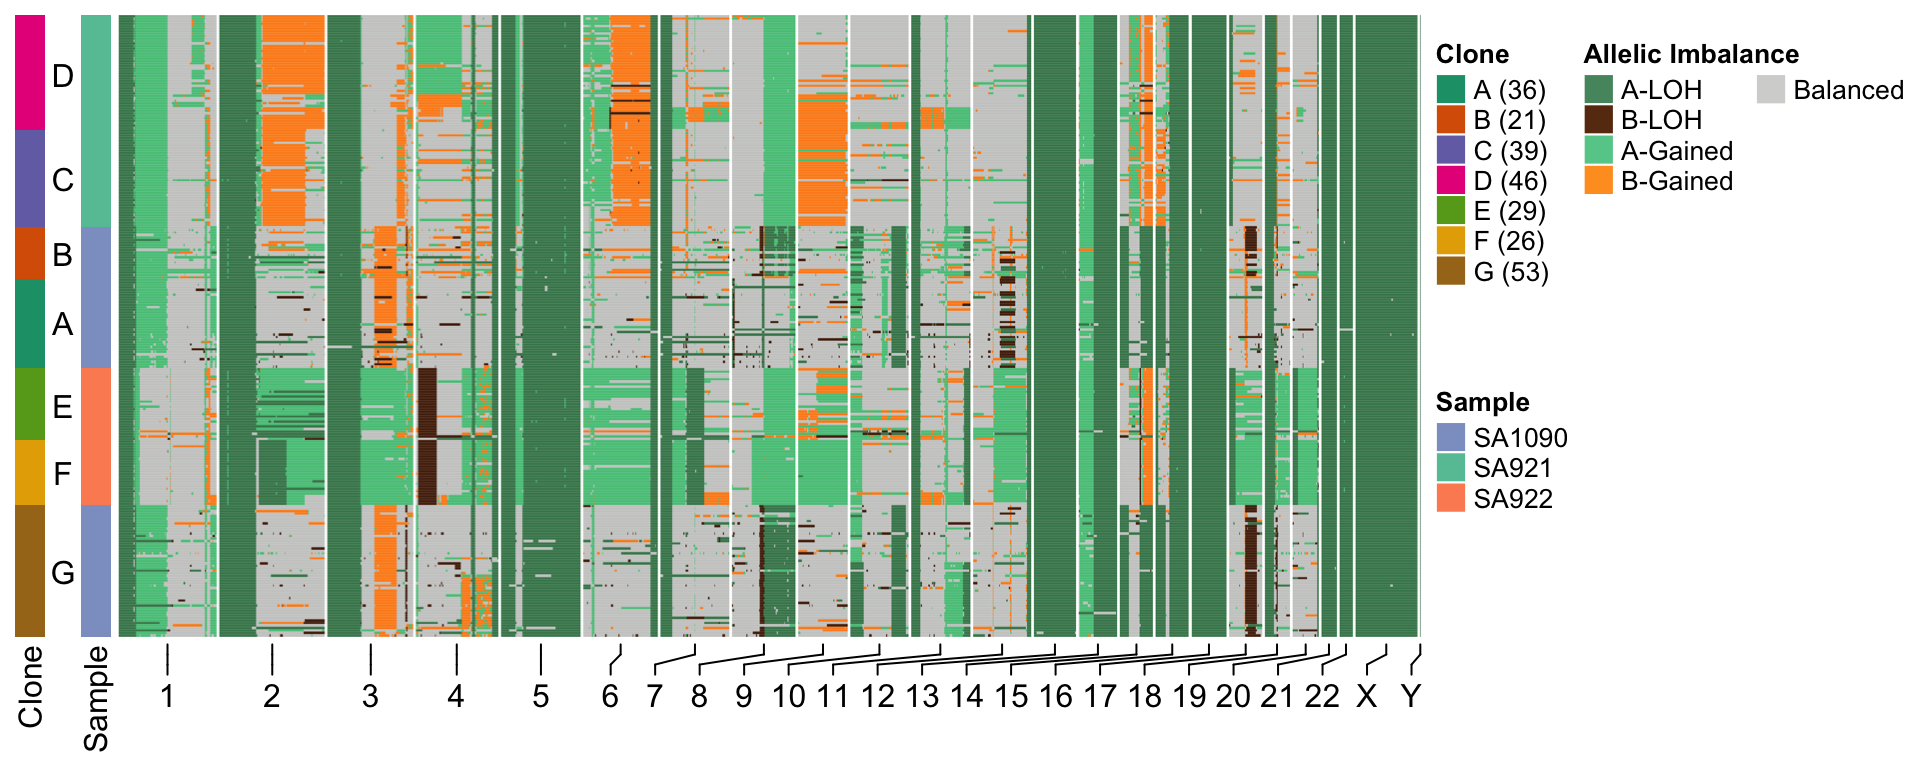 D
C
B
A
E
F
G
Clone
Sample
1 2 3 4 5 6 7 8 9 10 11 12 13 14 15 16 17 18 19 20 21 22 X Y
Clone
A (36)
B (21)
C (39)
D (46)
E (29)
F (26)
G (53)
Allelic Imbalance
A-LOH
B-LOH
A-Gained
B-Gained
Balanced
Sample
SA1090
SA921
SA922